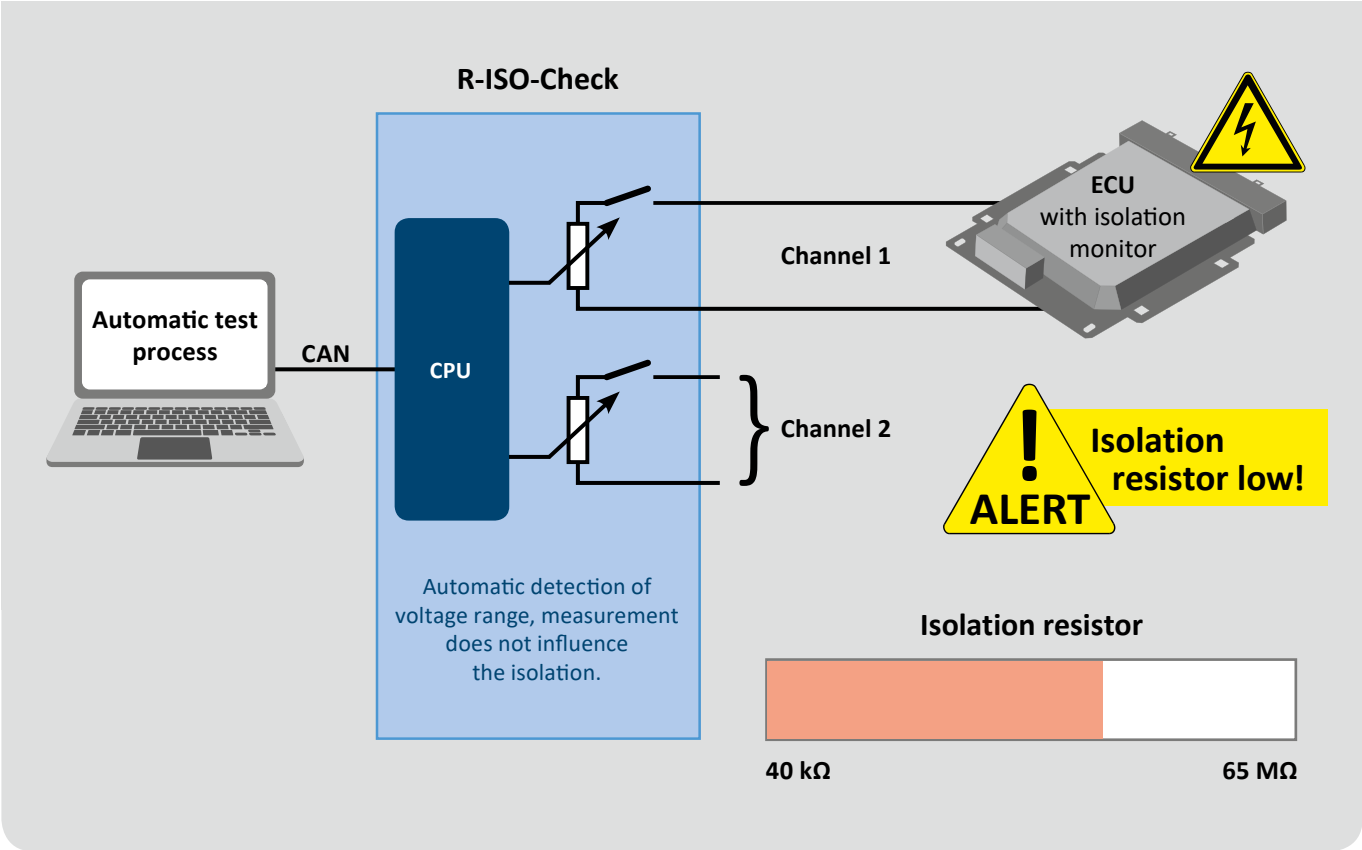 R-ISO-Check
ECU
with isolation
monitor
Channel 1
Automatic test
process
CAN
CPU
Channel 2
!
ALERT
Isolation
resistor low!
Automatic detection of
voltage range, measurement
does not influence
the isolation.
Isolation resistor
40 kΩ
65 MΩ